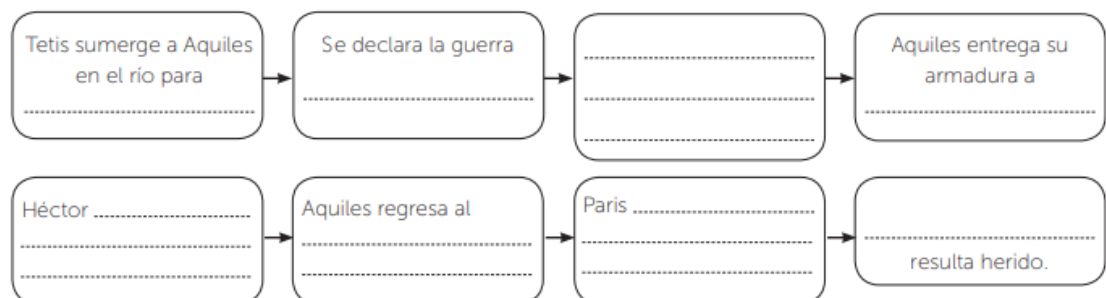 Tetis sumerge a Aquiles
en el río para
Se declara la guerra
Aquiles entrega su
armadura a
Héctor
Aquiles regresa al
Paris
resulta herido.